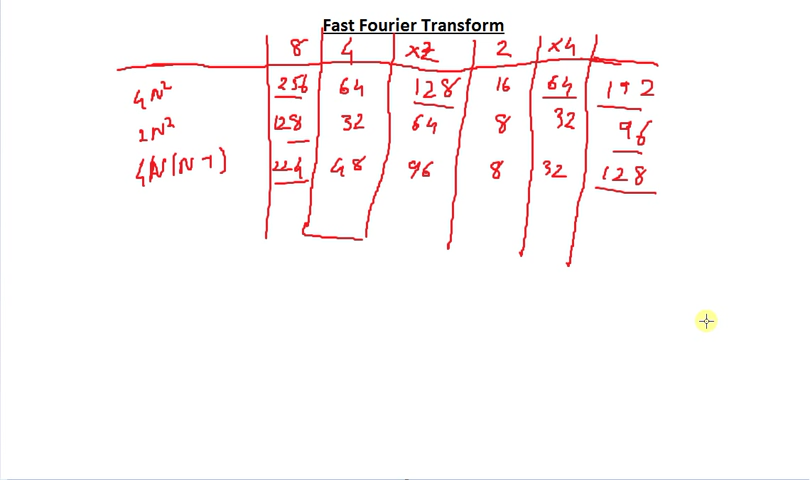 Fast Fourier Transform
8 4 x2 2 x4
4N² 256 64 128 16 64 192
2N² 128 32 64 8 32 96
4N(N-1) 224 48 96 8 32 128